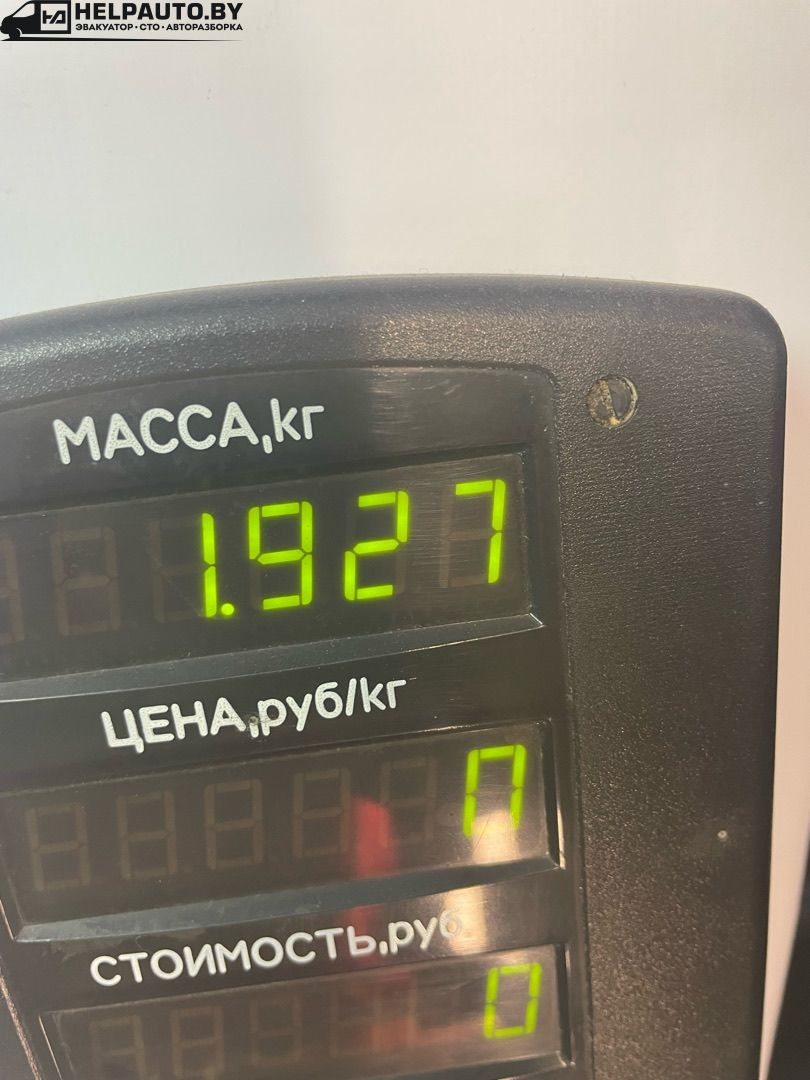 HELPAUTO.BY
ЭВАКУАТОР • СТО • АВТОРАЗБОРКА
МАССА,кг
1.927
ЦЕНА,руб/кг
0
СТОИМОСТЬ,руб.
0